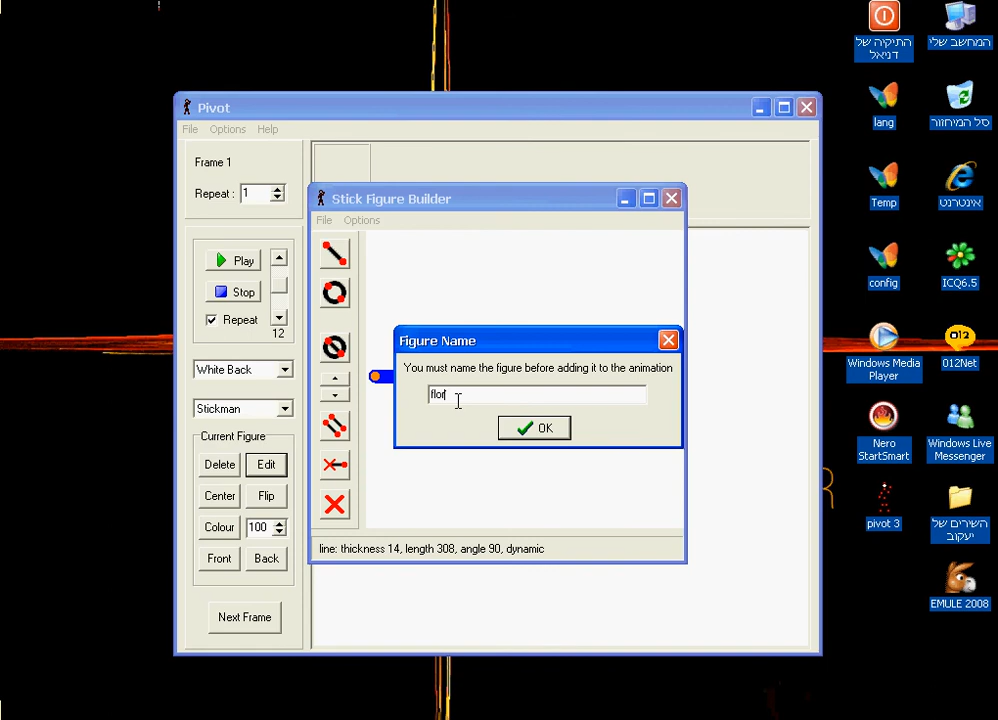 Pivot
File Options Help
Frame 1
Repeat : 1
Play
Stop
Repeat
12
White Back
Stickman
Current Figure
Delete Edit
Center Flip
Colour 100
Front Back
Next Frame
Stick Figure Builder
File Options
Figure Name
You must name the figure before adding it to the animation
flor
OK
line: thickness 14, length 308, angle 90, dynamic
התיקיה של
דניאל
המחשב שלי
lang
סל המיחזור
Temp
אינטרנט
config
ICQ6.5
Windows Media
Player
012
012Net
Nero
StartSmart
Windows Live
Messenger
pivot 3
השירים של
יעקוב
EMULE 2008